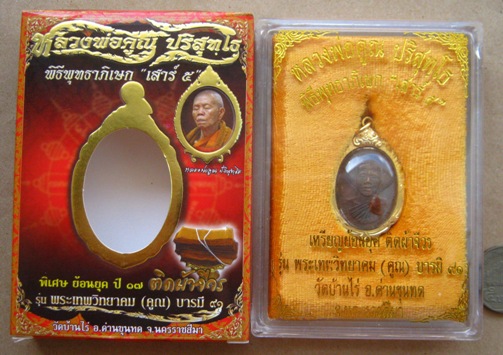 หลวงพ่อคูณ ปริสุทฺโธ
พิธีพุทธาภิเษก "เสาร์ ๕"
หลวงพ่อคูณ ปริสุทฺโธ
พิเศษ ย้อนยุค ปี ๑๗ ติดผ้าจีวร
รุ่น พระเทพวิทยาคม (คูณ) บารมี ๙๑
วัดบ้านไร่ อ.ด่านขุนทด จ.นครราชสีมา
หลวงพ่อคูณ ปริสุทฺโธ
พิธีพุทธาภิเษก "เสาร์ ๕"
เหรียญย้อนยุค ติดผ้าจีวร
รุ่น พระเทพวิทยาคม (คูณ) บารมี ๙๑
วัดบ้านไร่ อ.ด่านขุนทด